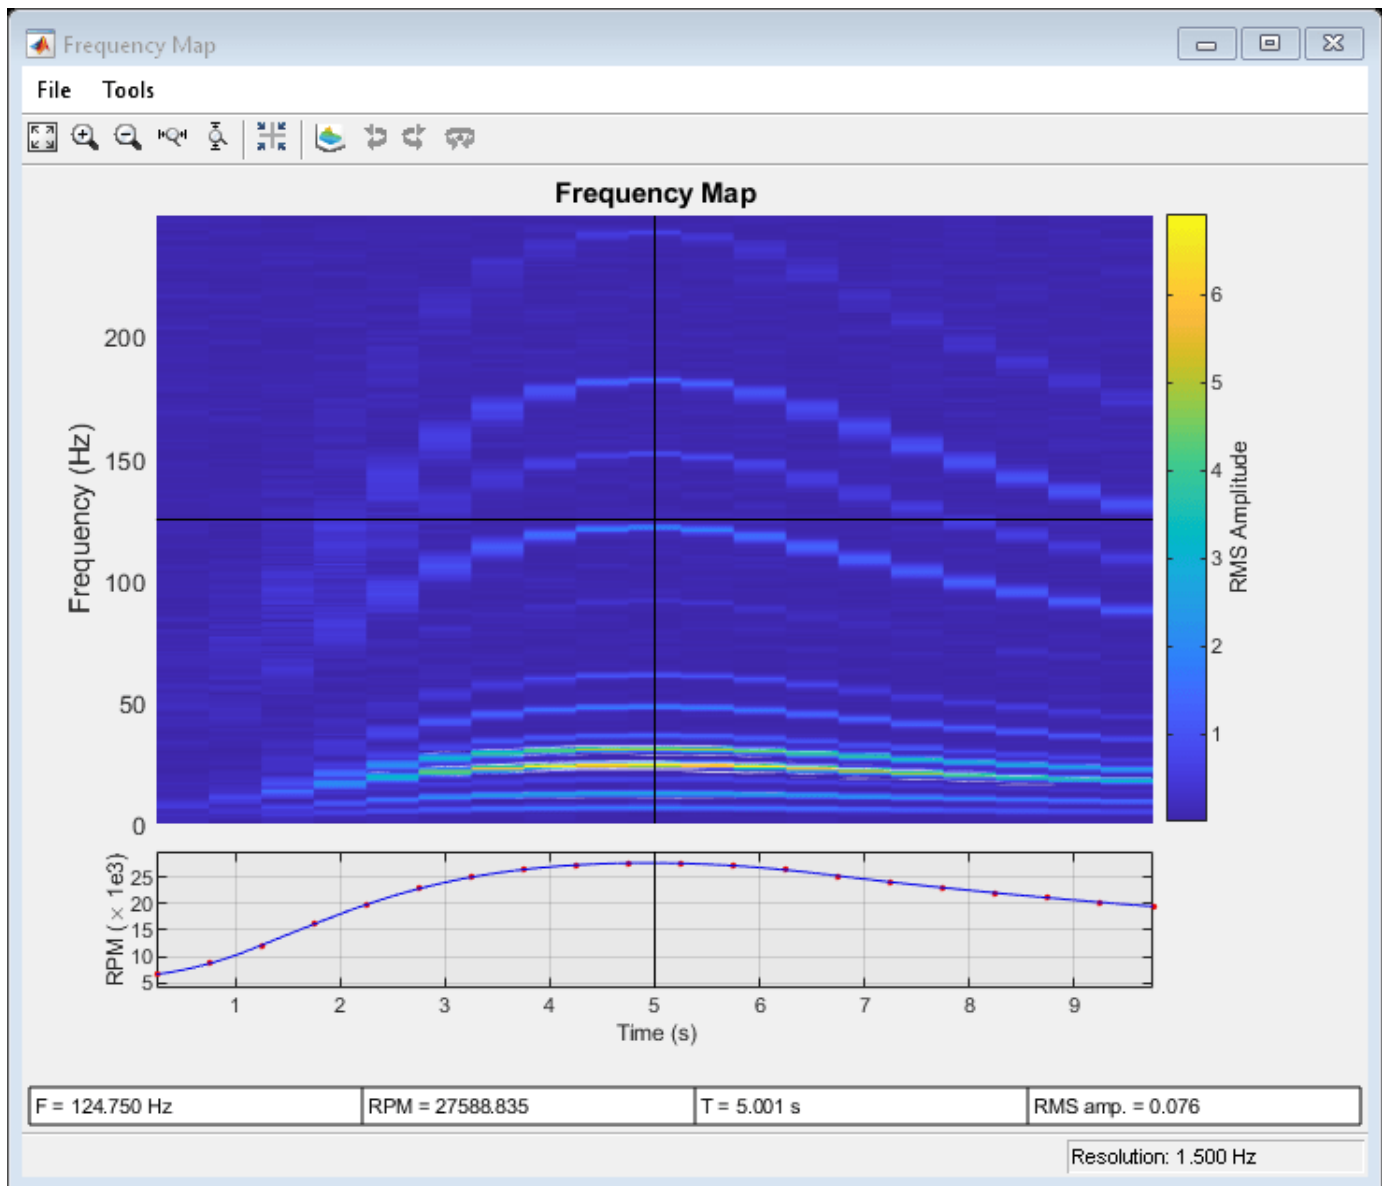 Frequency Map
File Tools
Frequency Map
Frequency (Hz)
200
150
100
50
0
6
5
4
3
2
1
RMS Amplitude
RPM ( × 1e3)
25
20
15
10
5
1 2 3 4 5 6 7 8 9
Time (s)
F = 124.750 Hz RPM = 27588.835 T = 5.001 s RMS amp. = 0.076
Resolution: 1.500 Hz